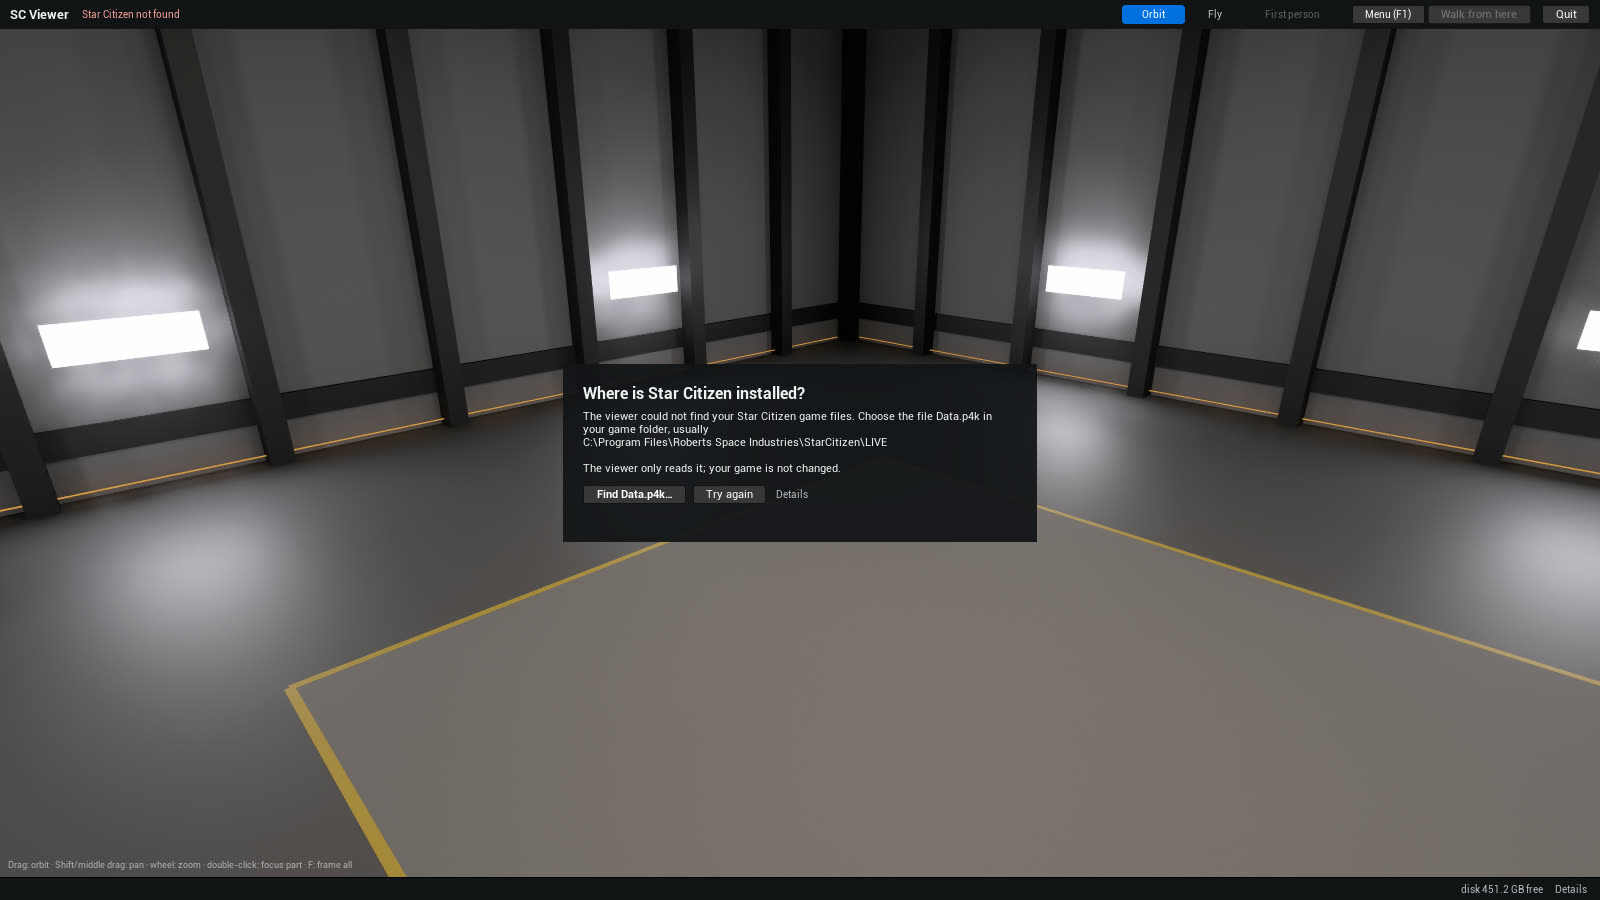 SC Viewer Star Citizen not found Orbit Fly First person Menu (F1) Walk from here Quit
Where is Star Citizen installed?
The viewer could not find your Star Citizen game files. Choose the file Data.p4k in
your game folder, usually
C:\Program Files\Roberts Space Industries\StarCitizen\LIVE
The viewer only reads it; your game is not changed.
Find Data.p4k... Try again Details
Drag: orbit · Shift/middle drag: pan · wheel: zoom · double-click: focus part · F: frame all
disk 451.2 GB free Details